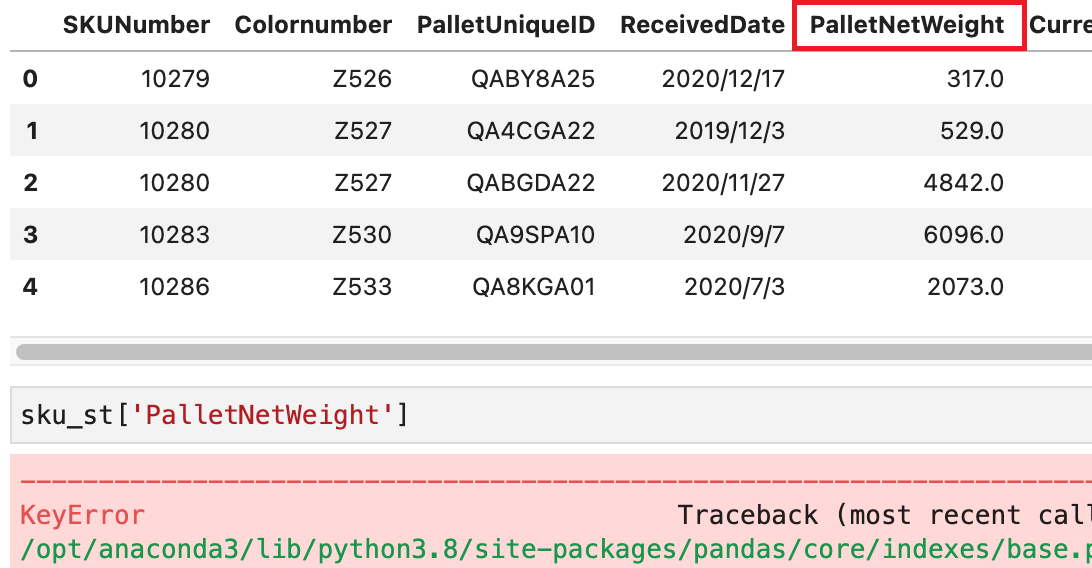 SKUNumber Colornumber PalletUniqueID ReceivedDate PalletNetWeight Curre
0 10279 Z526 QABY8A25 2020/12/17 317.0
1 10280 Z527 QA4CGA22 2019/12/3 529.0
2 10280 Z527 QABGDA22 2020/11/27 4842.0
3 10283 Z530 QA9SPA10 2020/9/7 6096.0
4 10286 Z533 QA8KGA01 2020/7/3 2073.0
sku_st['PalletNetWeight']
---------------------------------------------------------------------------
KeyError Traceback (most recent call
/opt/anaconda3/lib/python3.8/site-packages/pandas/core/indexes/base.p